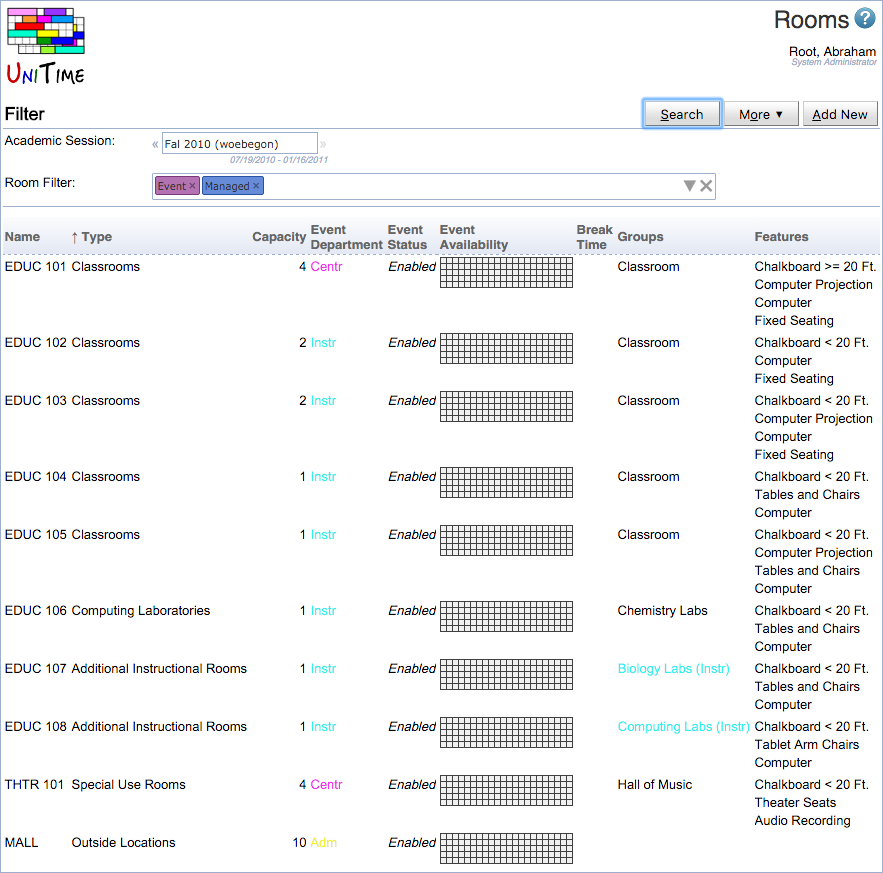 UniTime
Rooms ?
Root, Abraham
System Administrator
Filter
Search More ▼ Add New
Academic Session: « Fal 2010 (woebegon) »
07/19/2010 - 01/16/2011
Room Filter: Event × Managed ×
Name ↑ Type Capacity Event Department Event Status Event Availability Break Time Groups Features
EDUC 101 Classrooms 4 Centr Enabled Classroom Chalkboard >= 20 Ft.
Computer Projection
Computer
Fixed Seating
EDUC 102 Classrooms 2 Instr Enabled Classroom Chalkboard < 20 Ft.
Computer
Fixed Seating
EDUC 103 Classrooms 2 Instr Enabled Classroom Chalkboard < 20 Ft.
Computer Projection
Computer
Fixed Seating
EDUC 104 Classrooms 1 Instr Enabled Classroom Chalkboard < 20 Ft.
Tables and Chairs
Computer
EDUC 105 Classrooms 1 Instr Enabled Classroom Chalkboard < 20 Ft.
Computer Projection
Tables and Chairs
Computer
EDUC 106 Computing Laboratories 1 Instr Enabled Chemistry Labs Chalkboard < 20 Ft.
Tables and Chairs
Computer
EDUC 107 Additional Instructional Rooms 1 Instr Enabled Biology Labs (Instr) Chalkboard < 20 Ft.
Tables and Chairs
Computer
EDUC 108 Additional Instructional Rooms 1 Instr Enabled Computing Labs (Instr) Chalkboard < 20 Ft.
Tablet Arm Chairs
Computer
THTR 101 Special Use Rooms 4 Centr Enabled Hall of Music Chalkboard < 20 Ft.
Theater Seats
Audio Recording
MALL Outside Locations 10 Adm Enabled